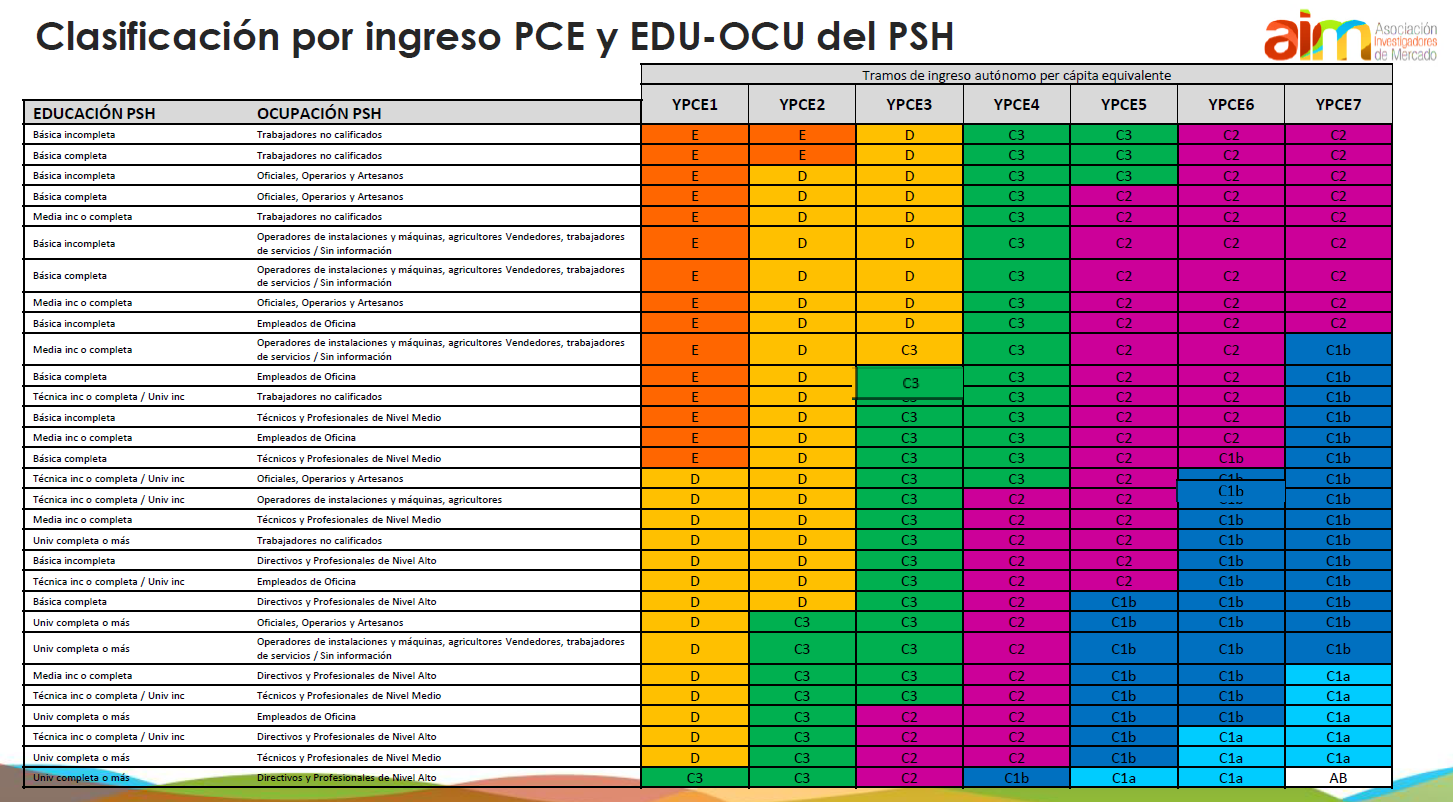 Clasificación por ingreso PCE y EDU-OCU del PSH
aim Asociación
Investigadores
de Mercado
Tramos de ingreso autónomo per cápita equivalente
EDUCACIÓN PSH OCUPACIÓN PSH YPCE1 YPCE2 YPCE3 YPCE4 YPCE5 YPCE6 YPCE7
Básica incompleta Trabajadores no calificados E E D C3 C3 C2 C2
Básica completa Trabajadores no calificados E E D C3 C3 C2 C2
Básica incompleta Oficiales, Operarios y Artesanos E D D C3 C3 C2 C2
Básica completa Oficiales, Operarios y Artesanos E D D C3 C2 C2 C2
Media inc o completa Trabajadores no calificados E D D C3 C2 C2 C2
Básica incompleta Operadores de instalaciones y máquinas, agricultores Vendedores, trabajadores
de servicios / Sin información E D D C3 C2 C2 C2
Básica completa Operadores de instalaciones y máquinas, agricultores Vendedores, trabajadores
de servicios / Sin información E D D C3 C2 C2 C2
Media inc o completa Oficiales, Operarios y Artesanos E D D C3 C2 C2 C2
Básica incompleta Empleados de Oficina E D D C3 C2 C2 C2
Media inc o completa Operadores de instalaciones y máquinas, agricultores Vendedores, trabajadores
de servicios / Sin información E D C3 C3 C2 C2 C1b
Básica completa Empleados de Oficina E D C3 C3 C2 C2 C1b
Técnica inc o completa / Univ inc Trabajadores no calificados E D C3 C2 C2 C1b
Básica incompleta Técnicos y Profesionales de Nivel Medio E D C3 C3 C2 C2 C1b
Media inc o completa Empleados de Oficina E D C3 C3 C2 C2 C1b
Básica completa Técnicos y Profesionales de Nivel Medio E D C3 C3 C2 C1b C1b
Técnica inc o completa / Univ inc Oficiales, Operarios y Artesanos D D C3 C3 C2 C1b C1b
Técnica inc o completa / Univ inc Operadores de instalaciones y máquinas, agricultores D D C3 C2 C2 C1b C1b
Media inc o completa Técnicos y Profesionales de Nivel Medio D D C3 C2 C2 C1b C1b
Univ completa o más Trabajadores no calificados D D C3 C2 C2 C1b C1b
Básica incompleta Directivos y Profesionales de Nivel Alto D D C3 C2 C2 C1b C1b
Técnica inc o completa / Univ inc Empleados de Oficina D D C3 C2 C2 C1b C1b
Básica completa Directivos y Profesionales de Nivel Alto D D C3 C2 C1b C1b C1b
Univ completa o más Oficiales, Operarios y Artesanos D C3 C3 C2 C1b C1b C1b
Univ completa o más Operadores de instalaciones y máquinas, agricultores Vendedores, trabajadores
de servicios / Sin información D C3 C3 C2 C1b C1b C1b
Media inc o completa Directivos y Profesionales de Nivel Alto D C3 C3 C2 C1b C1b C1a
Técnica inc o completa / Univ inc Técnicos y Profesionales de Nivel Medio D C3 C3 C2 C1b C1b C1a
Univ completa o más Empleados de Oficina D C3 C2 C2 C1b C1b C1a
Técnica inc o completa / Univ inc Directivos y Profesionales de Nivel Alto D C3 C2 C2 C1b C1a C1a
Univ completa o más Técnicos y Profesionales de Nivel Medio D C3 C2 C2 C1b C1a C1a
Univ completa o más Directivos y Profesionales de Nivel Alto C3 C3 C2 C1b C1a C1a AB